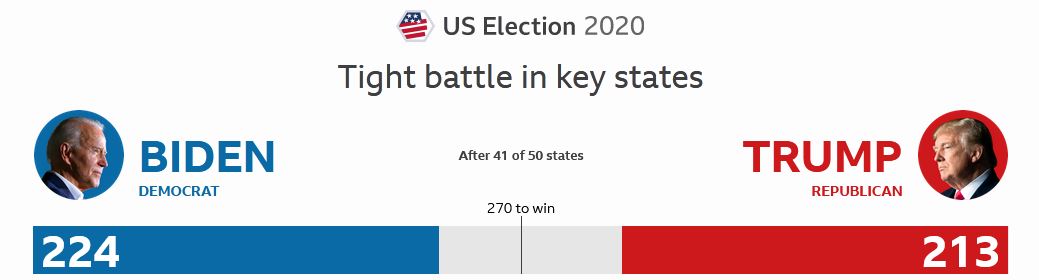 US Election 2020
Tight battle in key states
BIDEN
DEMOCRAT
After 41 of 50 states
TRUMP
REPUBLICAN
270 to win
224
213